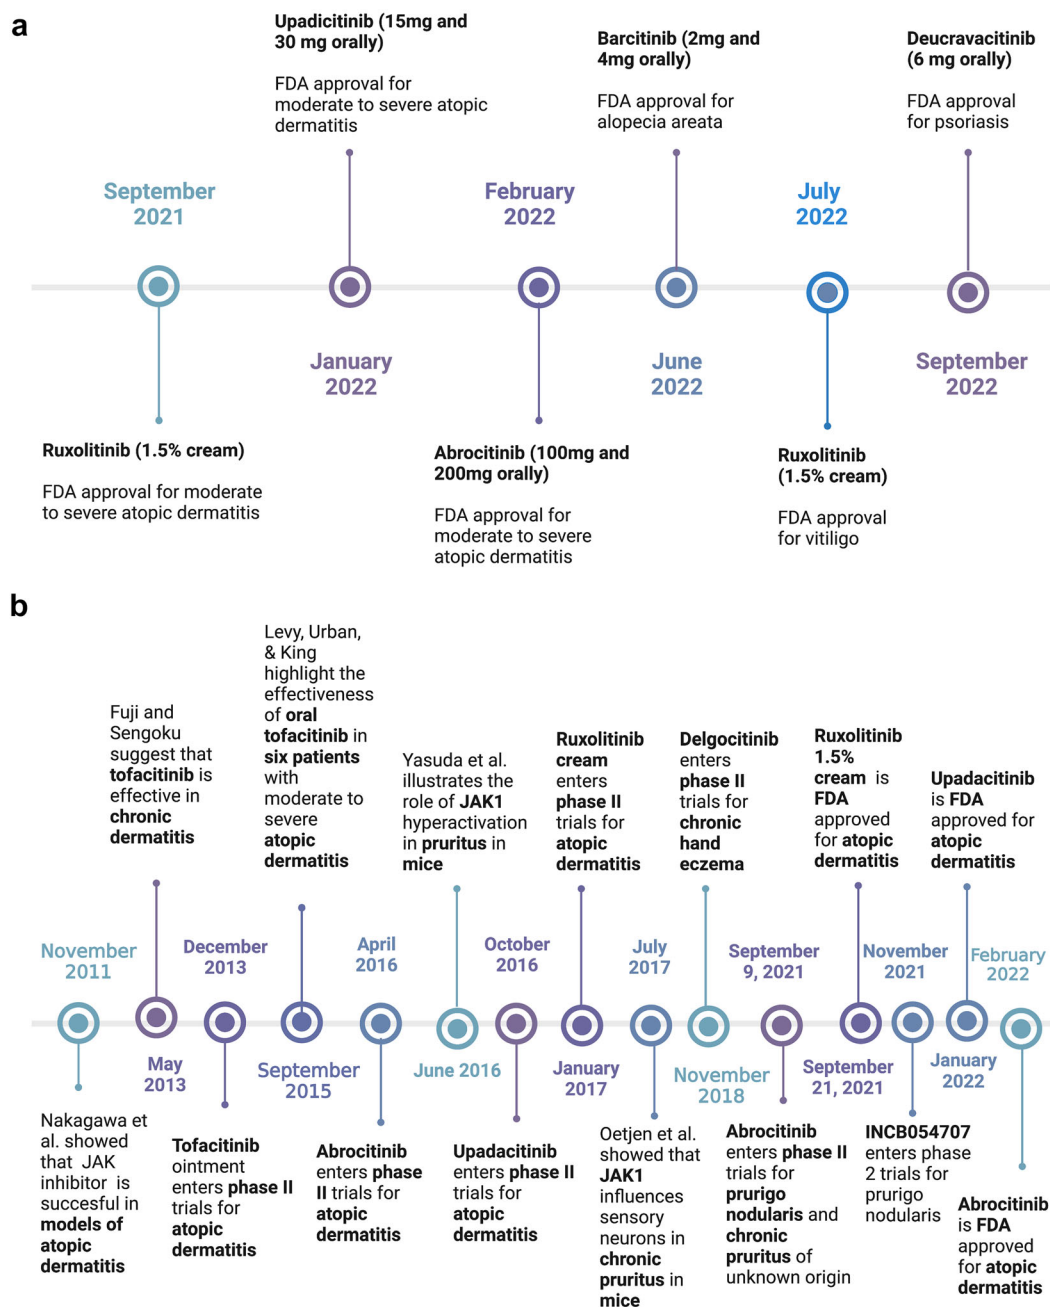 a
Upadicitinib (15mg and
30 mg orally)
FDA approval for
moderate to severe atopic
dermatitis
Barcitinib (2mg and
4mg orally)
FDA approval for
alopecia areata
Deucravacitinib
(6 mg orally)
FDA approval
for psoriasis
September
2021
February
2022
July
2022
January
2022
June
2022
September
2022
Ruxolitinib (1.5% cream)
FDA approval for moderate
to severe atopic dermatitis
Abrocitinib (100mg and
200mg orally)
FDA approval for
moderate to severe
atopic dermatitis
Ruxolitinib
(1.5% cream)
FDA approval
for vitiligo
b
Fuji and
Sengoku
suggest that
tofacitinib is
effective in
chronic
dermatitis
Levy, Urban,
& King
highlight the
effectiveness
of oral
tofacitinib in
six patients
with
moderate to
severe
atopic
dermatitis
Yasuda et al.
illustrates the
role of JAK1
hyperactivation
in pruritus in
mice
Ruxolitinib
cream
enters
phase II
trials for
atopic
dermatitis
Delgocitinib
enters
phase II
trials for
chronic
hand
eczema
Ruxolitinib
1.5%
cream is
FDA
approved
for atopic
dermatitis
Upadacitinib
is FDA
approved for
atopic
dermatitis
November
2011
December
2013
April
2016
October
2016
July
2017
September
9, 2021
November
2021
February
2022
May
2013
September
2015
June 2016
January
2017
November
2018
September
21, 2021
January
2022
Nakagawa et
al. showed
that JAK
inhibitor is
succesful in
models of
atopic
dermatitis
Tofacitinib
ointment
enters phase II
trials for
atopic
dermatitis
Abrocitinib
enters phase
II trials for
atopic
dermatitis
Upadacitinib
enters phase II
trials for
atopic
dermatitis
Oetjen et al.
showed that
JAK1
influences
sensory
neurons in
chronic
pruritus in
mice
Abrocitinib
enters phase II
trials for
prurigo
nodularis and
chronic
pruritus of
unknown origin
INCB054707
enters phase
2 trials for
prurigo
nodularis
Abrocitinib
is FDA
approved
for atopic
dermatitis